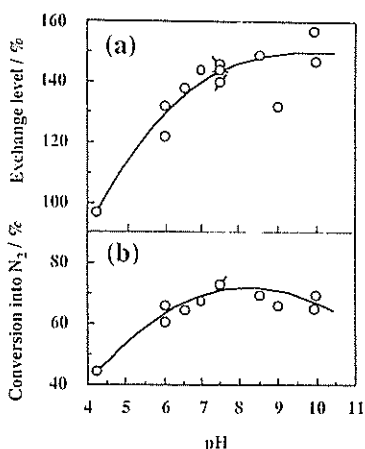 (a)
Exchange level / %
160
140
120
100
(b)
Conversion into N₂ / %
80
60
40
4 5 6 7 8 9 10 11
pH